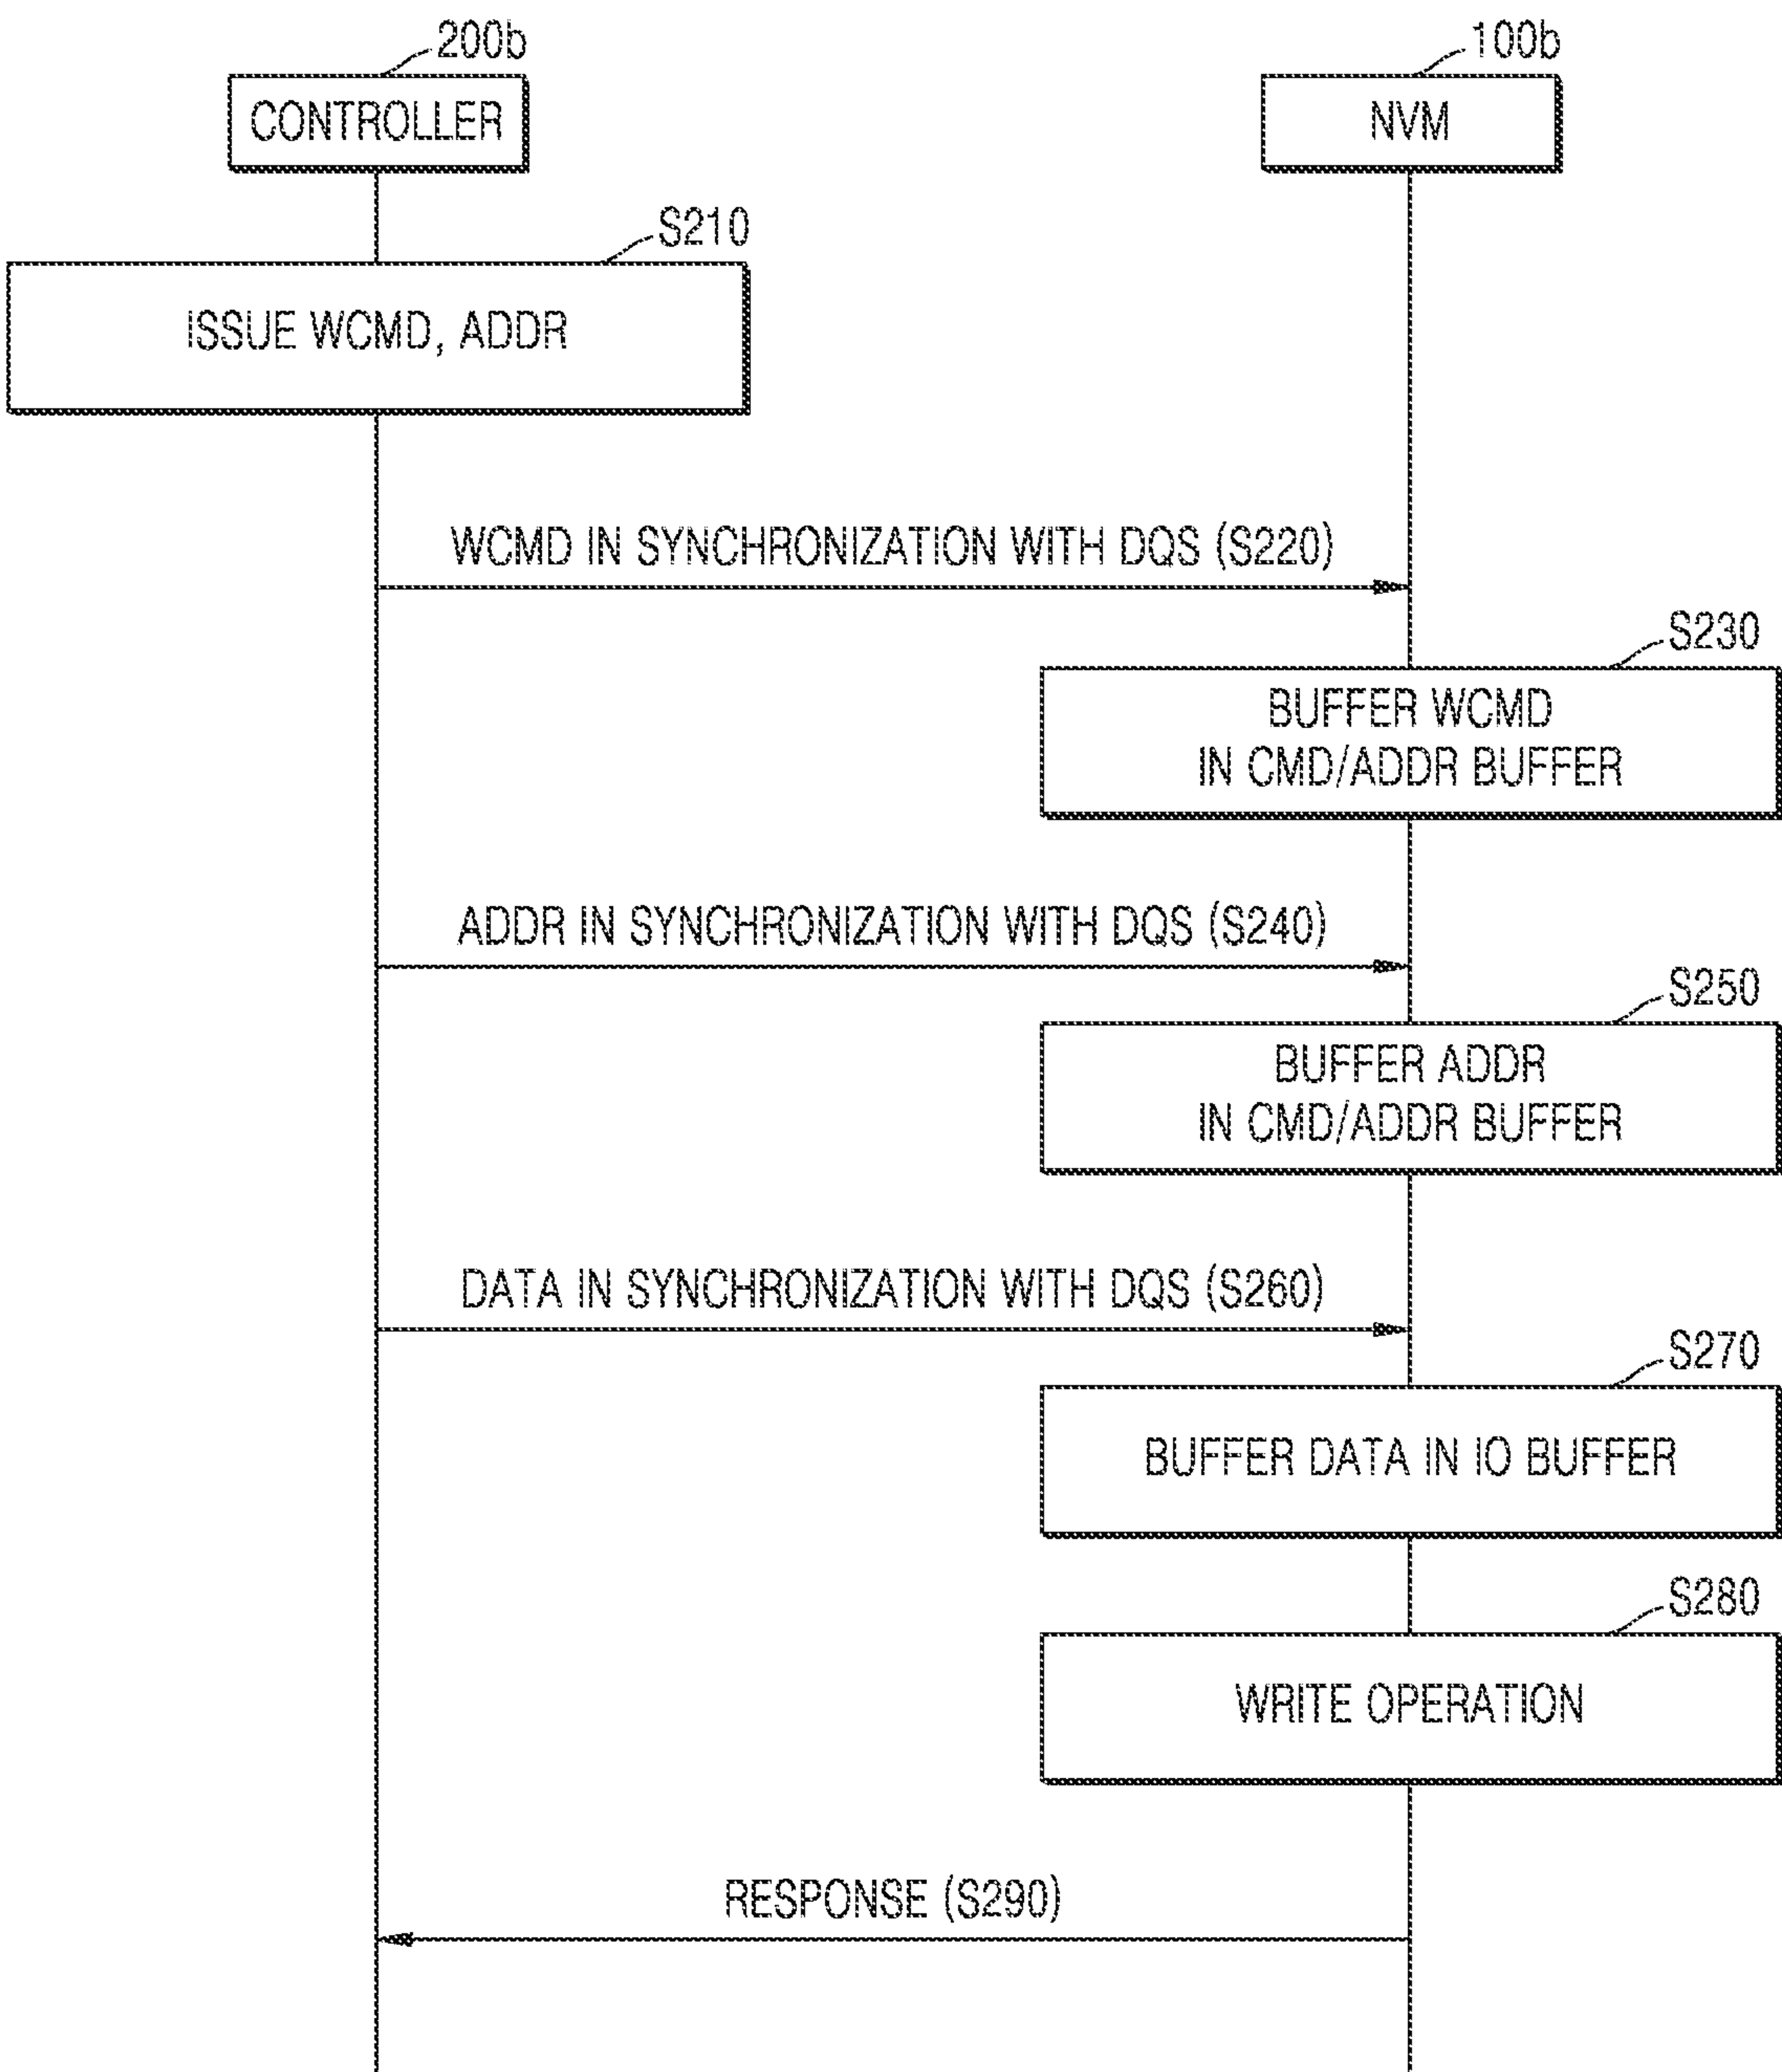 200b
100b
CONTROLLER
NVM
S210
ISSUE WCMD, ADDR
WCMD IN SYNCHRONIZATION WITH DQS (S220)
S230
BUFFER WCMD
IN CMD/ADDR BUFFER
ADDR IN SYNCHRONIZATION WITH DQS (S240)
S250
BUFFER ADDR
IN CMD/ADDR BUFFER
DATA IN SYNCHRONIZATION WITH DQS (S260)
S270
BUFFER DATA IN IO BUFFER
S280
WRITE OPERATION
RESPONSE (S290)